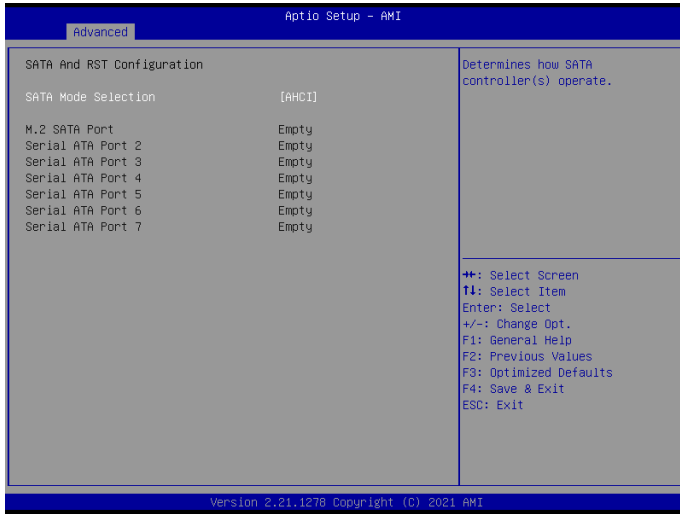 Aptio Setup – AMI
Advanced
SATA And RST Configuration
SATA Mode Selection [AHCI]
M.2 SATA Port Empty
Serial ATA Port 2 Empty
Serial ATA Port 3 Empty
Serial ATA Port 4 Empty
Serial ATA Port 5 Empty
Serial ATA Port 6 Empty
Serial ATA Port 7 Empty
Determines how SATA
controller(s) operate.
→←: Select Screen
↑↓: Select Item
Enter: Select
+/-: Change Opt.
F1: General Help
F2: Previous Values
F3: Optimized Defaults
F4: Save & Exit
ESC: Exit
Version 2.21.1278 Copyright (C) 2021 AMI